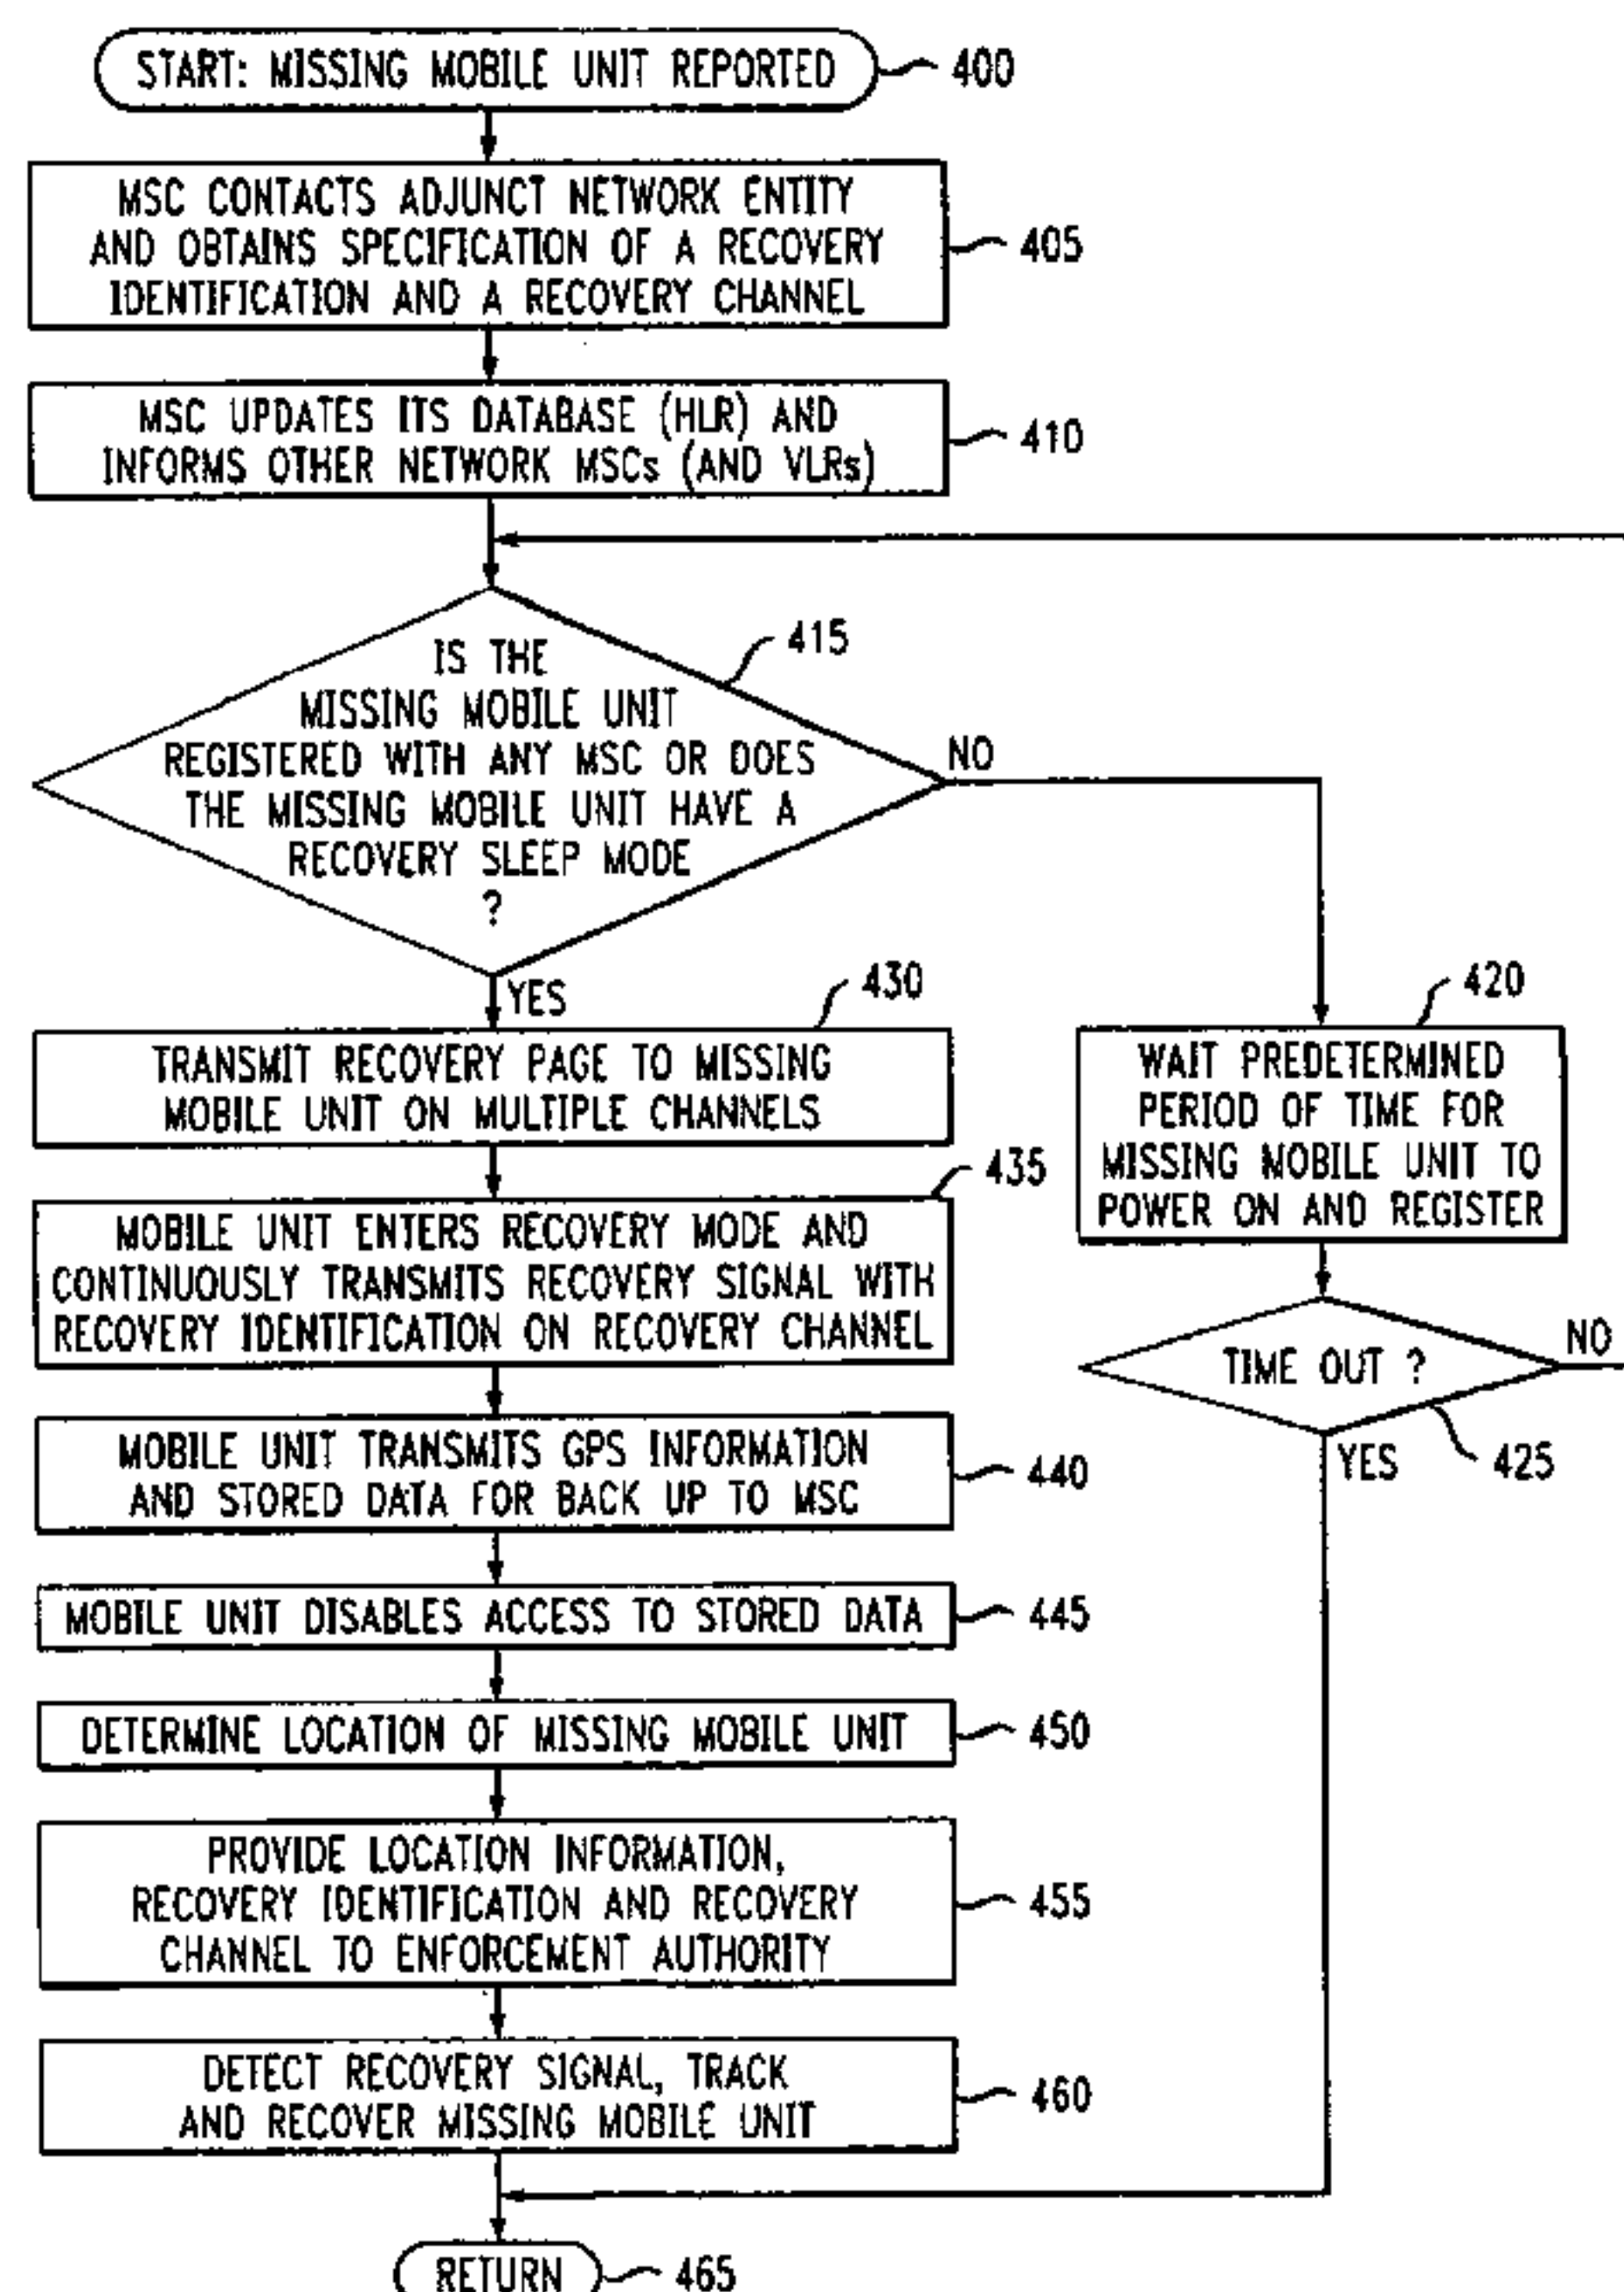 START: MISSING MOBILE UNIT REPORTED
400
MSC CONTACTS ADJUNCT NETWORK ENTITY
AND OBTAINS SPECIFICATION OF A RECOVERY
IDENTIFICATION AND A RECOVERY CHANNEL
405
MSC UPDATES ITS DATABASE (HLR) AND
INFORMS OTHER NETWORK MSCs (AND VLRs)
410
IS THE
MISSING MOBILE UNIT
REGISTERED WITH ANY MSC OR DOES
THE MISSING MOBILE UNIT HAVE A
RECOVERY SLEEP MODE
?
415
NO
YES
430
TRANSMIT RECOVERY PAGE TO MISSING
MOBILE UNIT ON MULTIPLE CHANNELS
420
WAIT PREDETERMINED
PERIOD OF TIME FOR
MISSING MOBILE UNIT TO
POWER ON AND REGISTER
435
MOBILE UNIT ENTERS RECOVERY MODE AND
CONTINUOUSLY TRANSMITS RECOVERY SIGNAL WITH
RECOVERY IDENTIFICATION ON RECOVERY CHANNEL
TIME OUT ?
NO
YES
425
MOBILE UNIT TRANSMITS GPS INFORMATION
AND STORED DATA FOR BACK UP TO MSC
440
MOBILE UNIT DISABLES ACCESS TO STORED DATA
445
DETERMINE LOCATION OF MISSING MOBILE UNIT
450
PROVIDE LOCATION INFORMATION,
RECOVERY IDENTIFICATION AND RECOVERY
CHANNEL TO ENFORCEMENT AUTHORITY
455
DETECT RECOVERY SIGNAL, TRACK
AND RECOVER MISSING MOBILE UNIT
460
RETURN
465